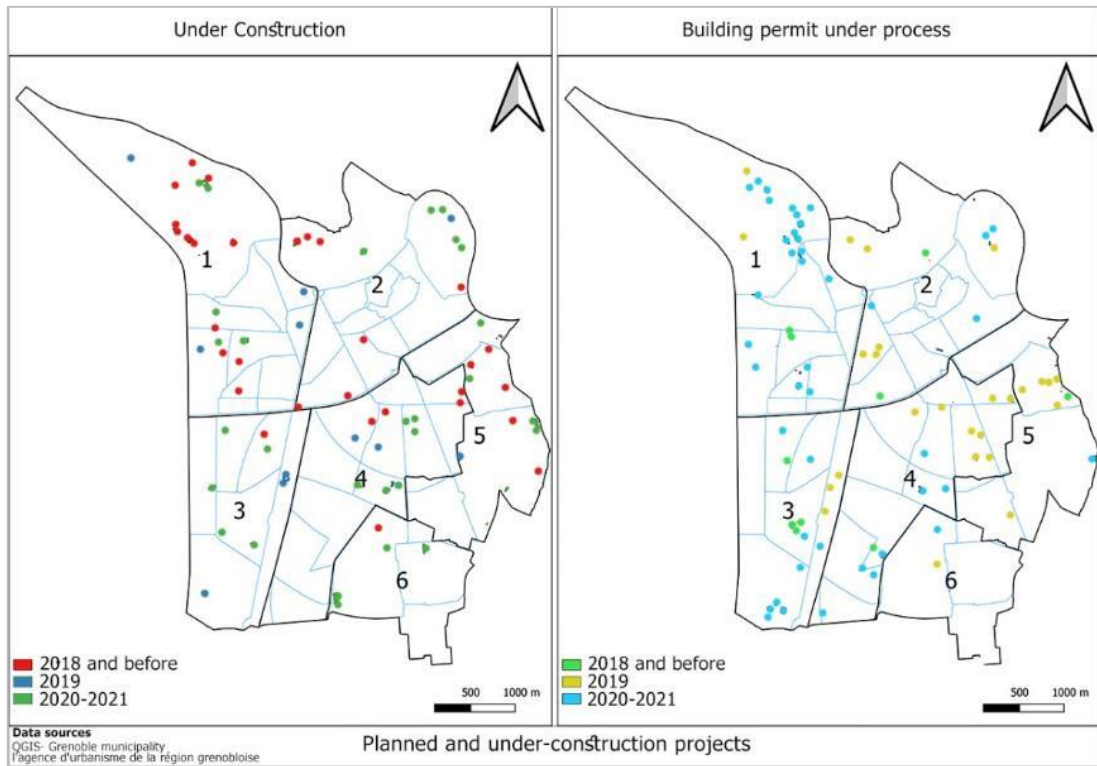 Under Construction
Building permit under process
1
2
3
4
5
6
2018 and before
2019
2020-2021
500 1000 m
1
2
3
4
5
6
2018 and before
2019
2020-2021
500 1000 m
Data sources
QGIS- Grenoble municipality
l'agence d'urbanisme de la région grenobloise
Planned and under-construction projects